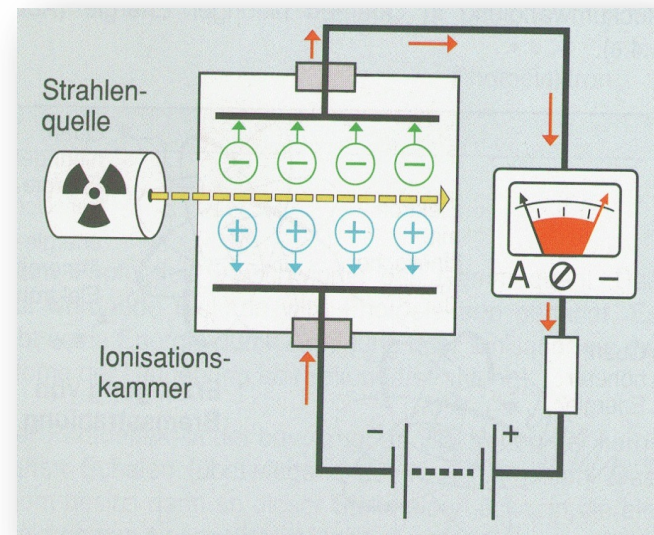 Strahlen-
quelle
− − − −
+ + + +
A −
Ionisations-
kammer
− +